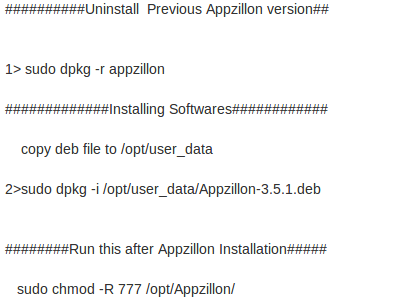 ##########Uninstall  Previous Appzillon version##
1> sudo dpkg -r appzillon
#############Installing Softwares############
copy deb file to /opt/user_data
2>sudo dpkg -i /opt/user_data/Appzillon-3.5.1.deb
########Run this after Appzillon Installation#####
sudo chmod -R 777 /opt/Appzillon/